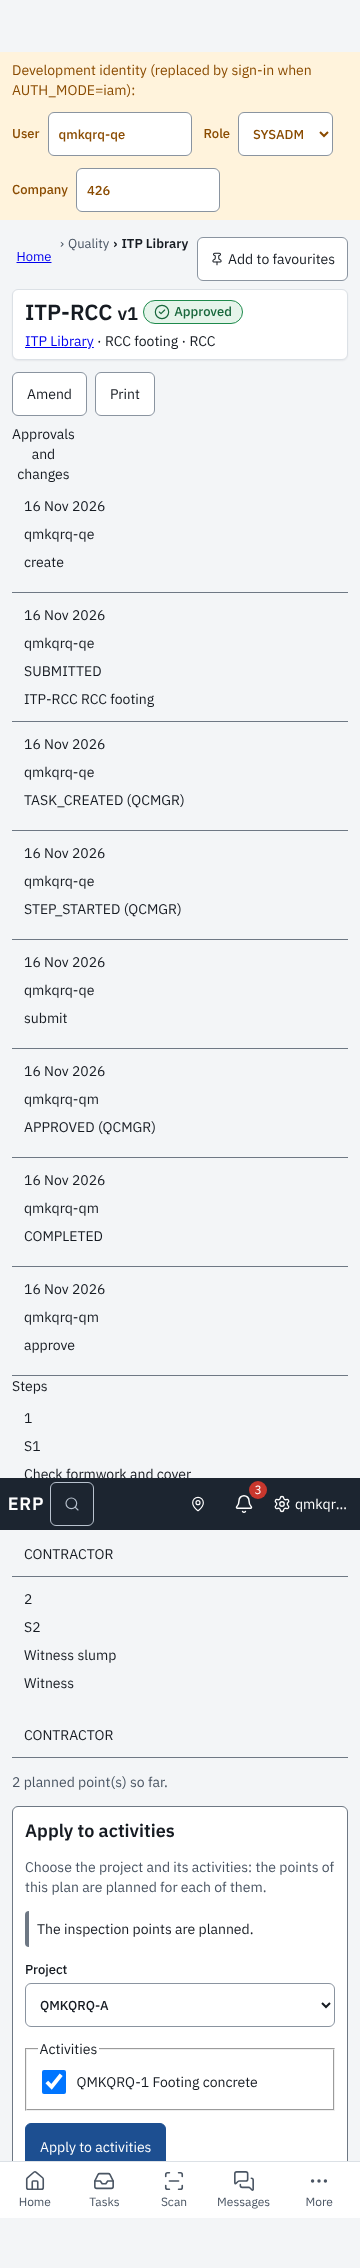 Development identity (replaced by sign-in when
AUTH_MODE=iam):
User qmkqrq-qe Role SYSADM
Company 426
Home › Quality › ITP Library Add to favourites
ITP-RCC v1 Approved
ITP Library · RCC footing · RCC
Amend Print
Approvals
and
changes
16 Nov 2026
qmkqrq-qe
create
16 Nov 2026
qmkqrq-qe
SUBMITTED
ITP-RCC RCC footing
16 Nov 2026
qmkqrq-qe
TASK_CREATED (QCMGR)
16 Nov 2026
qmkqrq-qe
STEP_STARTED (QCMGR)
16 Nov 2026
qmkqrq-qe
submit
16 Nov 2026
qmkqrq-qm
APPROVED (QCMGR)
16 Nov 2026
qmkqrq-qm
COMPLETED
16 Nov 2026
qmkqrq-qm
approve
Steps
1
S1
Check formwork and cover
ERP 3 qmkqr...
CONTRACTOR
2
S2
Witness slump
Witness
CONTRACTOR
2 planned point(s) so far.
Apply to activities
Choose the project and its activities: the points of
this plan are planned for each of them.
The inspection points are planned.
Project
QMKQRQ-A
Activities
QMKQRQ-1 Footing concrete
Apply to activities
Home Tasks Scan Messages More